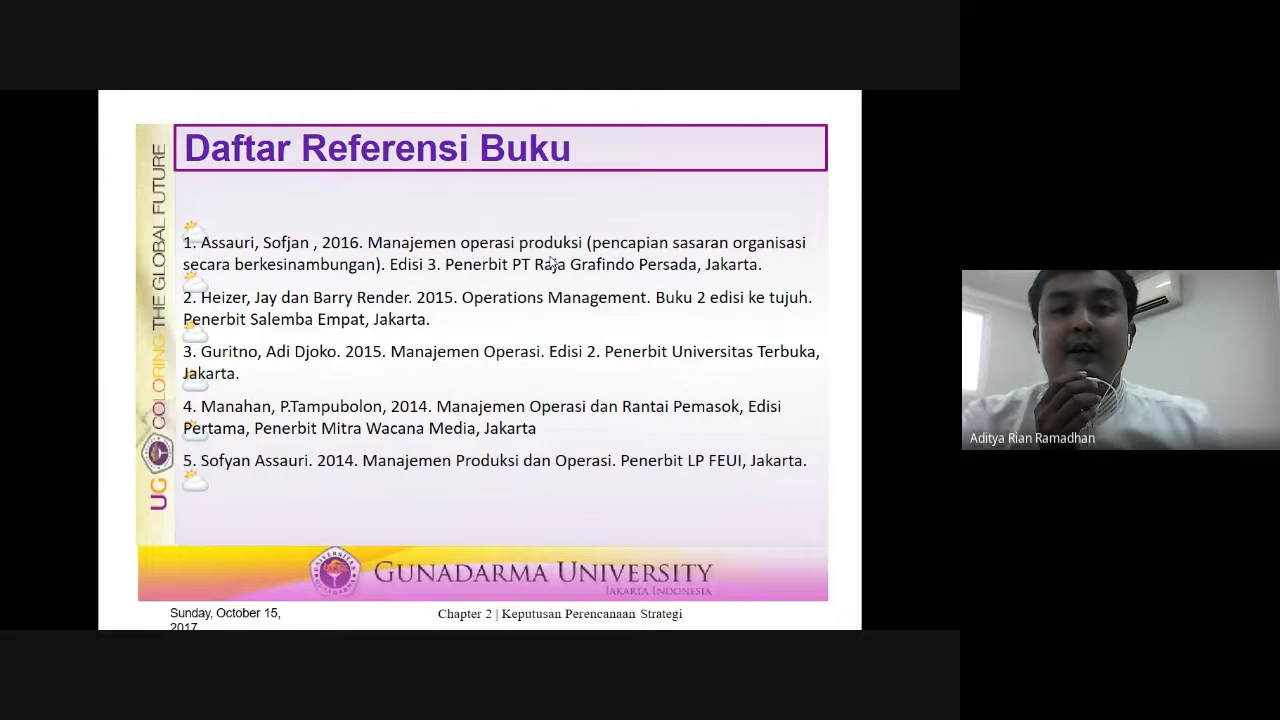 Daftar Referensi Buku
1. Assauri, Sofjan , 2016. Manajemen operasi produksi (pencapian sasaran organisasi
secara berkesinambungan). Edisi 3. Penerbit PT Raja Grafindo Persada, Jakarta.
2. Heizer, Jay dan Barry Render. 2015. Operations Management. Buku 2 edisi ke tujuh.
Penerbit Salemba Empat, Jakarta.
3. Guritno, Adi Djoko. 2015. Manajemen Operasi. Edisi 2. Penerbit Universitas Terbuka,
Jakarta.
4. Manahan, P.Tampubolon, 2014. Manajemen Operasi dan Rantai Pemasok, Edisi
Pertama, Penerbit Mitra Wacana Media, Jakarta
5. Sofyan Assauri. 2014. Manajemen Produksi dan Operasi. Penerbit LP FEUI, Jakarta.
UG COLORING THE GLOBAL FUTURE
GUNADARMA UNIVERSITY
JAKARTA INDONESIA
Sunday, October 15,
2017
Chapter 2 | Keputusan Perencanaan Strategi
Aditya Rian Ramadhan